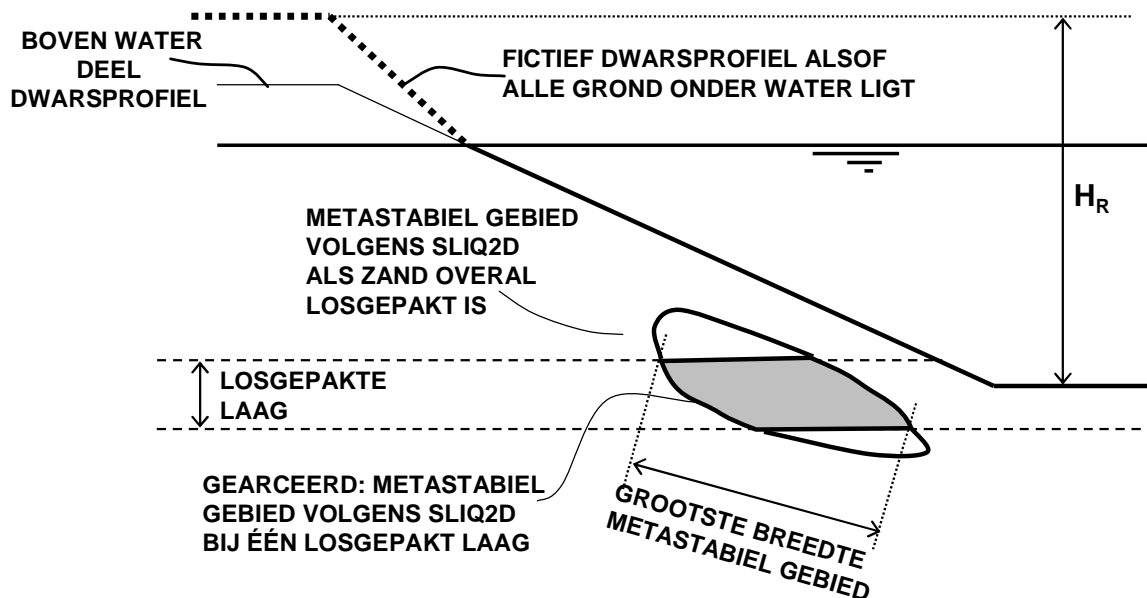 BOVEN WATER
DEEL
DWARSPROFIEL
FICTIEF DWARSPROFIEL ALSOF
ALLE GROND ONDER WATER LIGT
HR
METASTABIEL GEBIED
VOLGENS SLIQ2D
ALS ZAND OVERAL
LOSGEPAKT IS
LOSGEPAKTE
LAAG
GEARCEERD: METASTABIEL
GEBIED VOLGENS SLIQ2D
BIJ ÉÉN LOSGEPAKT LAAG
GROOTSTE BREEDTE
METASTABIEL GEBIED